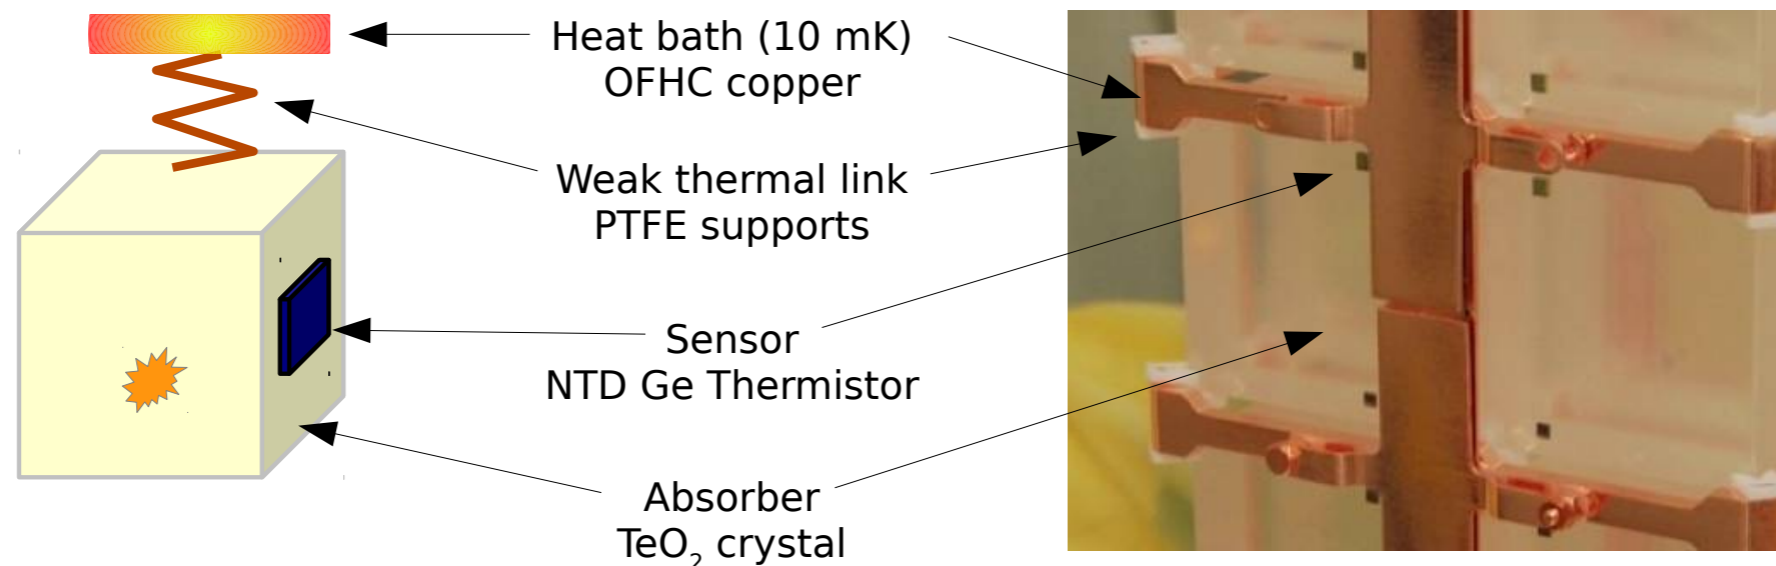 Heat bath (10 mK)
OFHC copper
Weak thermal link
PTFE supports
Sensor
NTD Ge Thermistor
Absorber
TeO₂ crystal